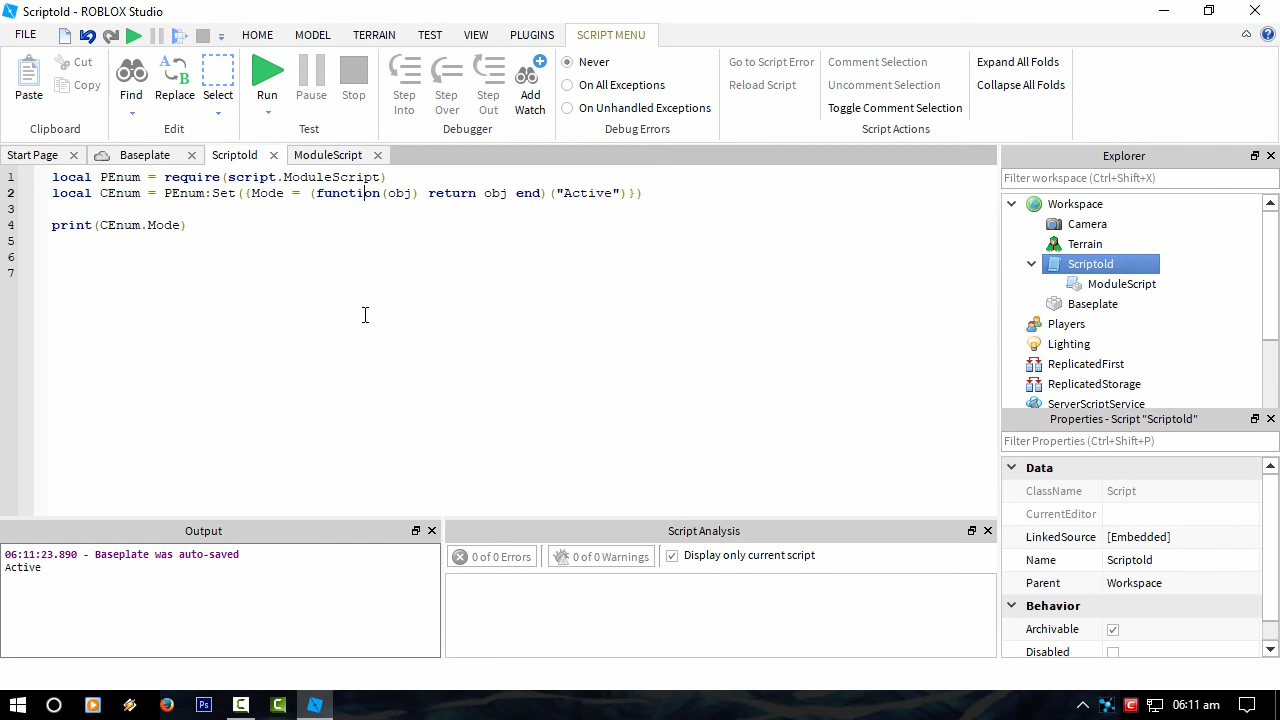 Scriptold - ROBLOX Studio
FILE HOME MODEL TERRAIN TEST VIEW PLUGINS SCRIPT MENU
Paste
Cut
Copy
Clipboard
Find
Replace
Select
Edit
Run
Pause
Stop
Test
Step Into
Step Over
Step Out
Add Watch
Debugger
Never
On All Exceptions
On Unhandled Exceptions
Debug Errors
Go to Script Error
Reload Script
Comment Selection
Uncomment Selection
Toggle Comment Selection
Script Actions
Expand All Folds
Collapse All Folds
Start Page
Baseplate
Scriptold
ModuleScript
1 local PEnum = require(script.ModuleScript)
2 local CEnum = PEnum:Set({Mode = (function(obj) return obj end)("Active")})
3
4 print(CEnum.Mode)
5
6
7
Explorer
Filter workspace (Ctrl+Shift+X)
Workspace
Camera
Terrain
Scriptold
ModuleScript
Baseplate
Players
Lighting
ReplicatedFirst
ReplicatedStorage
ServerScriptService
Properties - Script "Scriptold"
Filter Properties (Ctrl+Shift+P)
Data
ClassName Script
CurrentEditor
LinkedSource [Embedded]
Name Scriptold
Parent Workspace
Behavior
Archivable
Disabled
Output
06:11:23.890 - Baseplate was auto-saved
Active
Script Analysis
0 of 0 Errors
0 of 0 Warnings
Display only current script
Ps
06:11 am